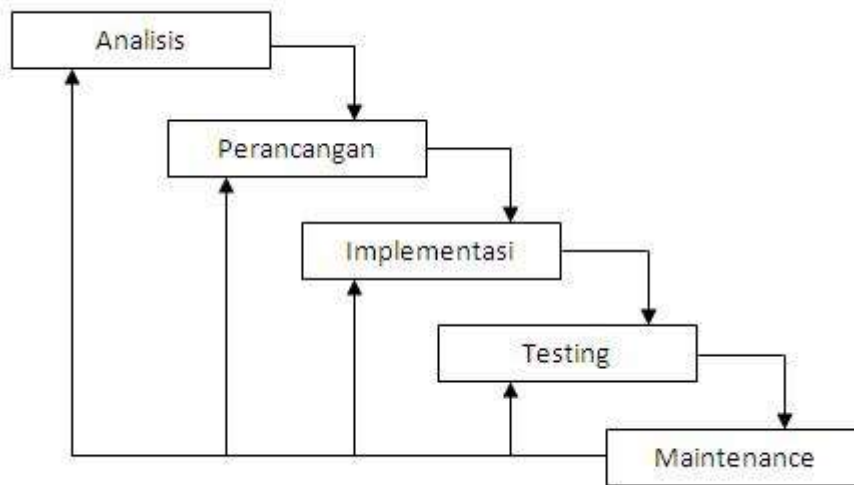 Analisis
Perancangan
Implementasi
Testing
Maintenance